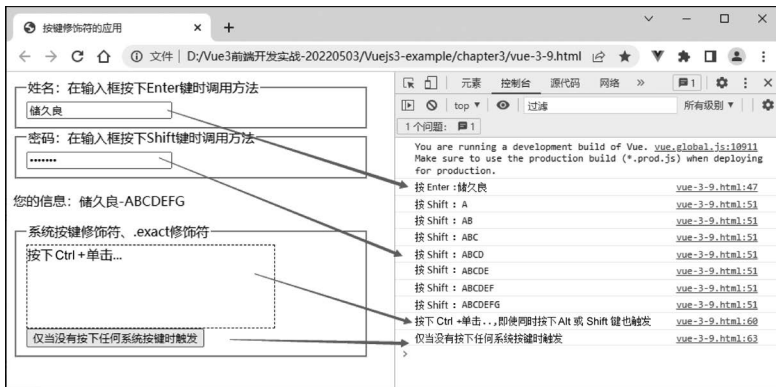 按键修饰符的应用
文件 | D:/Vue3前端开发实战-20220503/Vuejs3-example/chapter3/vue-3-9.html
姓名：在输入框按下Enter键时调用方法
储久良
密码：在输入框按下Shift键时调用方法
•••••••
您的信息：储久良-ABCDEFG
系统按键修饰符、.exact修饰符
按下 Ctrl +单击...
仅当没有按下任何系统按键时触发
元素 控制台 源代码 网络 » 1
top ▼ 过滤 所有级别 ▼
1 个问题： 1
You are running a development build of Vue. vue.global.js:10911
Make sure to use the production build (*.prod.js) when deploying
for production.
按 Enter :储久良 vue-3-9.html:47
按 Shift : A vue-3-9.html:51
按 Shift : AB vue-3-9.html:51
按 Shift : ABC vue-3-9.html:51
按 Shift : ABCD vue-3-9.html:51
按 Shift : ABCDE vue-3-9.html:51
按 Shift : ABCDEF vue-3-9.html:51
按 Shift : ABCDEFG vue-3-9.html:51
按下 Ctrl +单击..,即使同时按下Alt 或 Shift 键也触发 vue-3-9.html:60
仅当没有按下任何系统按键时触发 vue-3-9.html:63